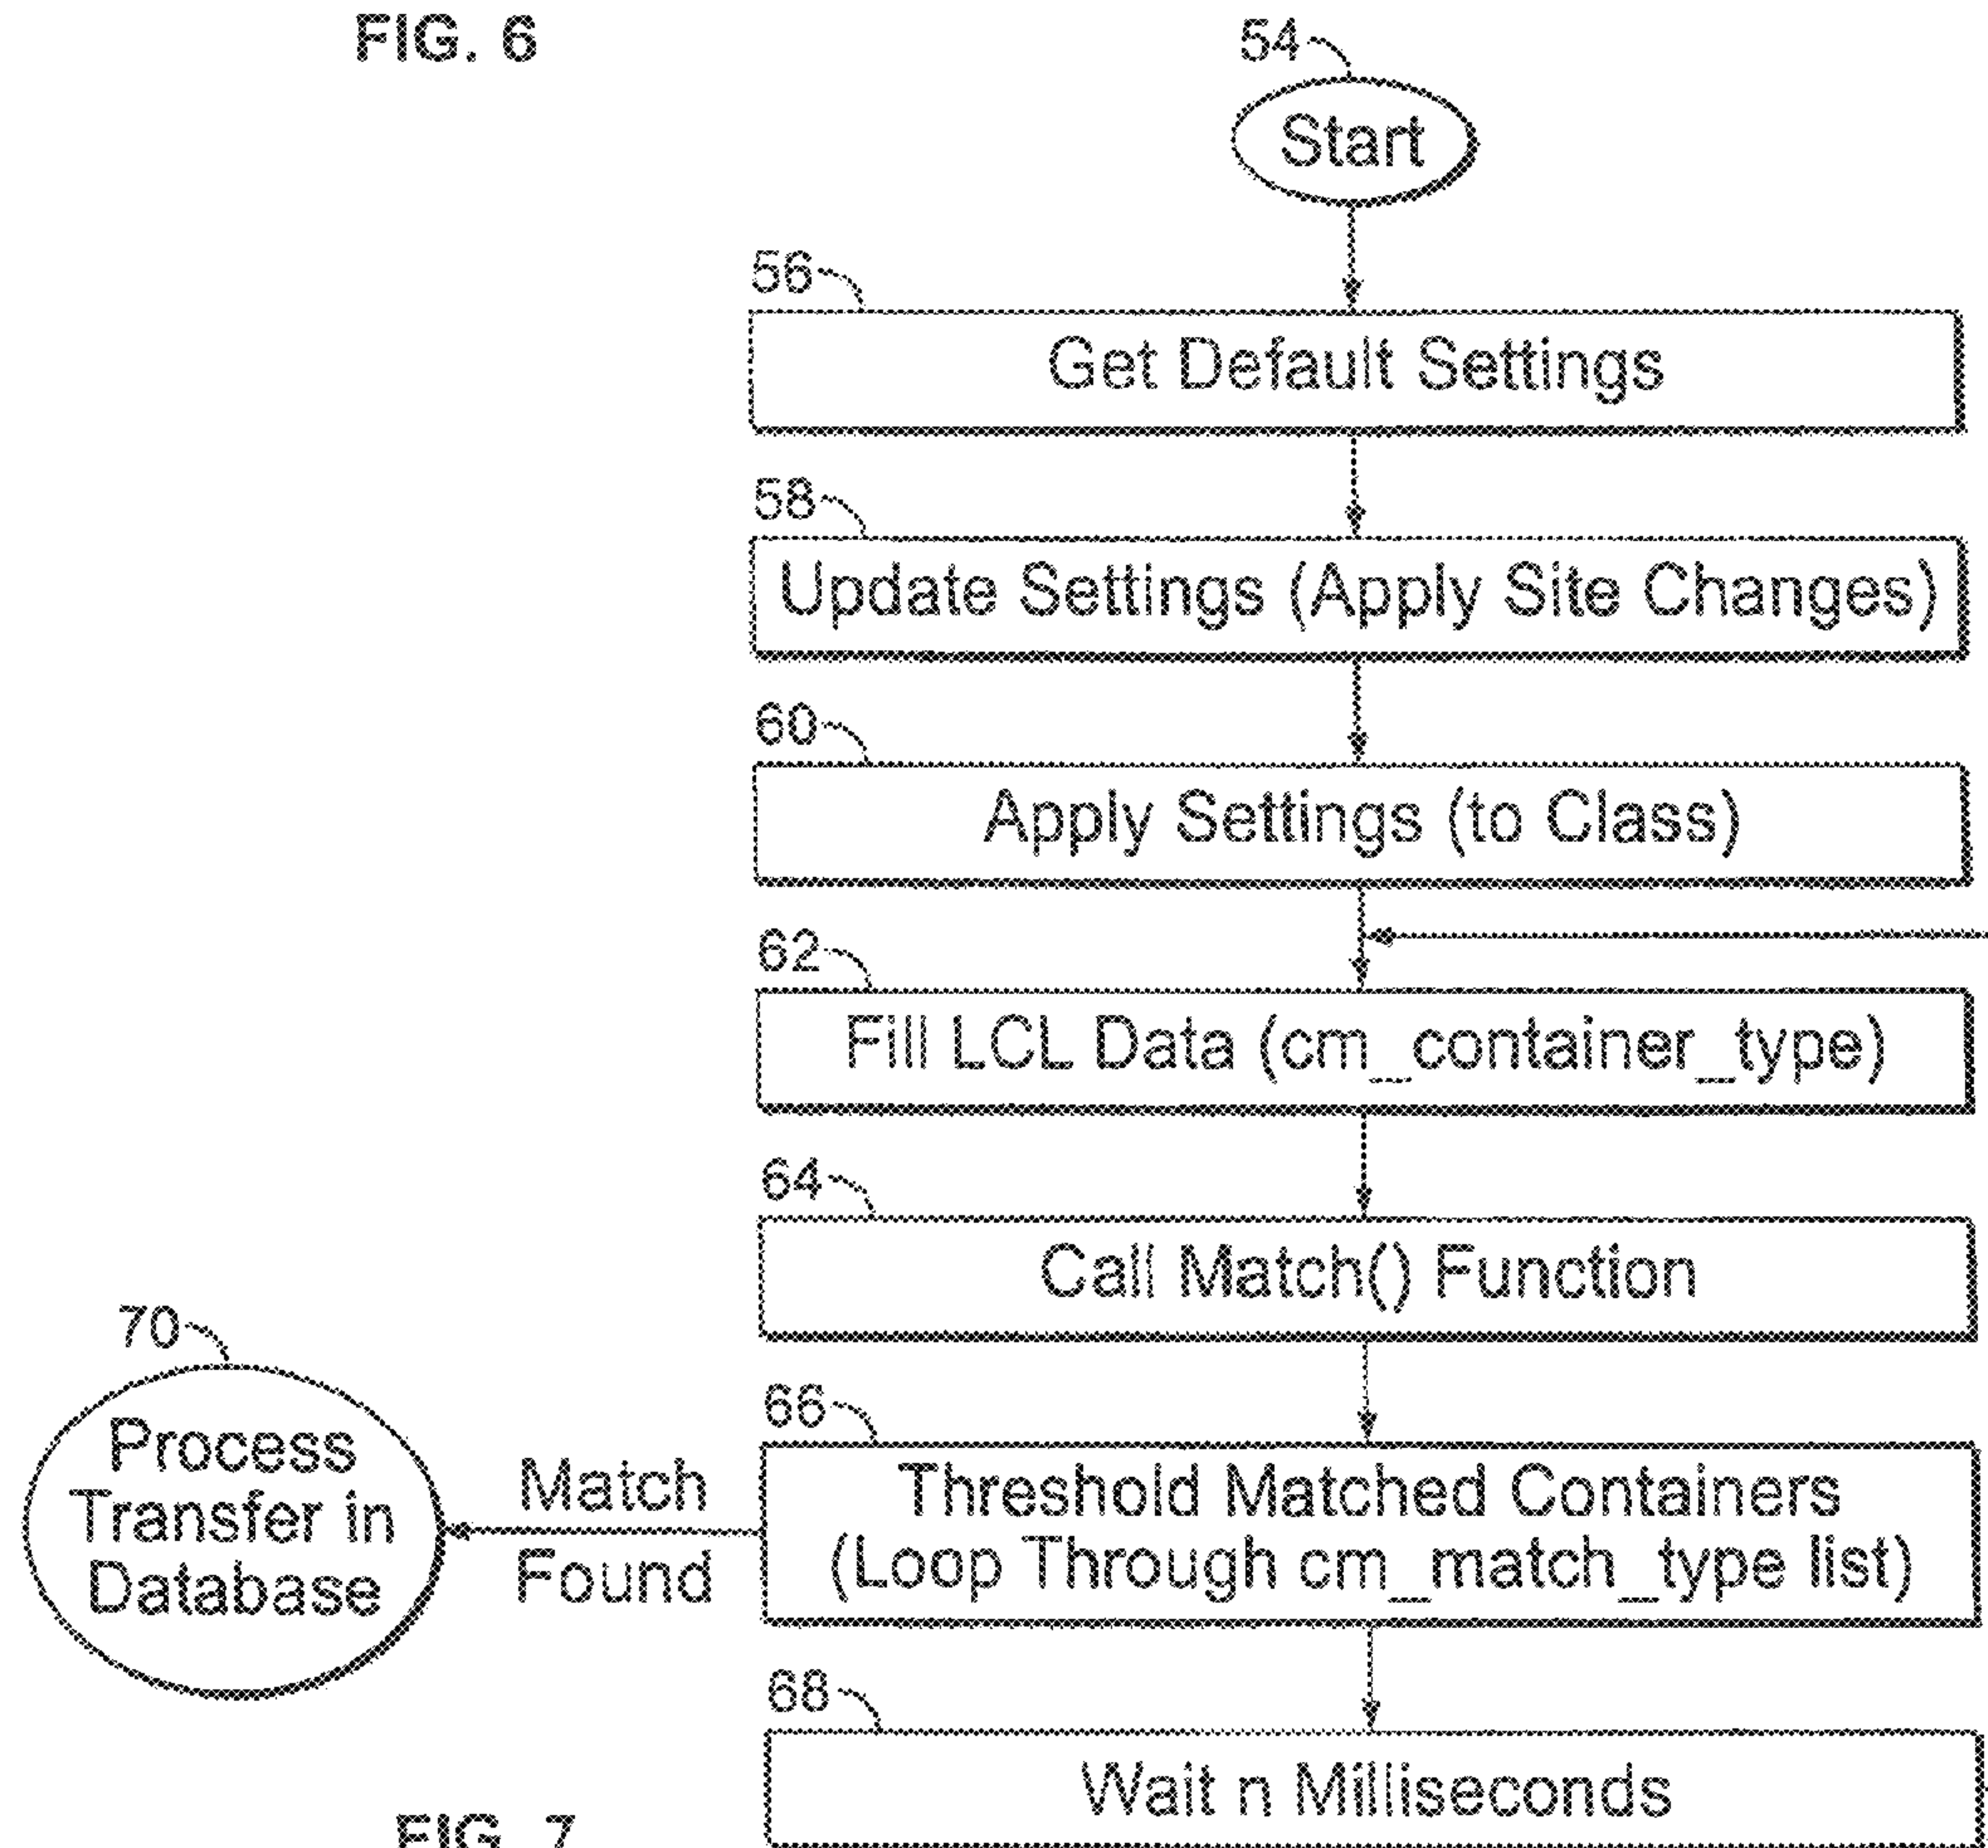 FIG. 6
54
Start
56
Get Default Settings
58
Update Settings (Apply Site Changes)
60
Apply Settings (to Class)
62
Fill LCL Data (cm_container_type)
64
Call Match() Function
70
Process
Transfer in
Database
Match
Found
66
Threshold Matched Containers
(Loop Through cm_match_type list)
68
Wait n Milliseconds
FIG. 7